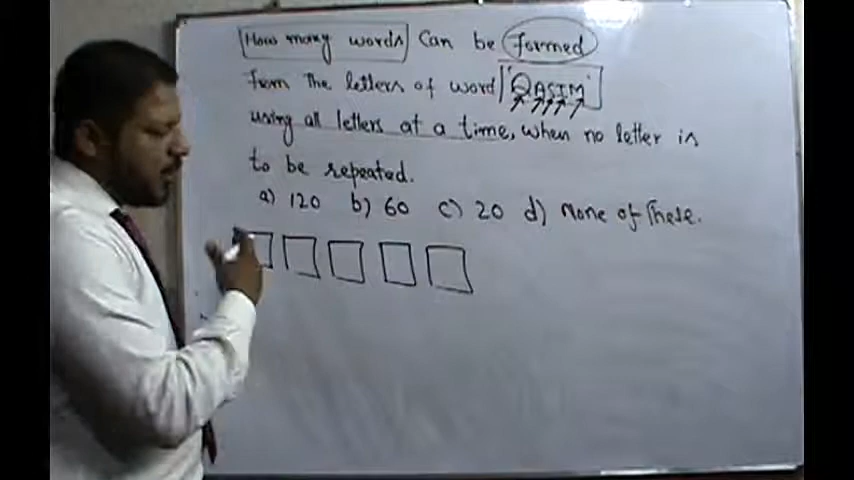 How many words can be formed
from the letters of word 'QASIM'
using all letters at a time, when no letter is
to be repeated.
a) 120 b) 60 c) 20 d) None of these.